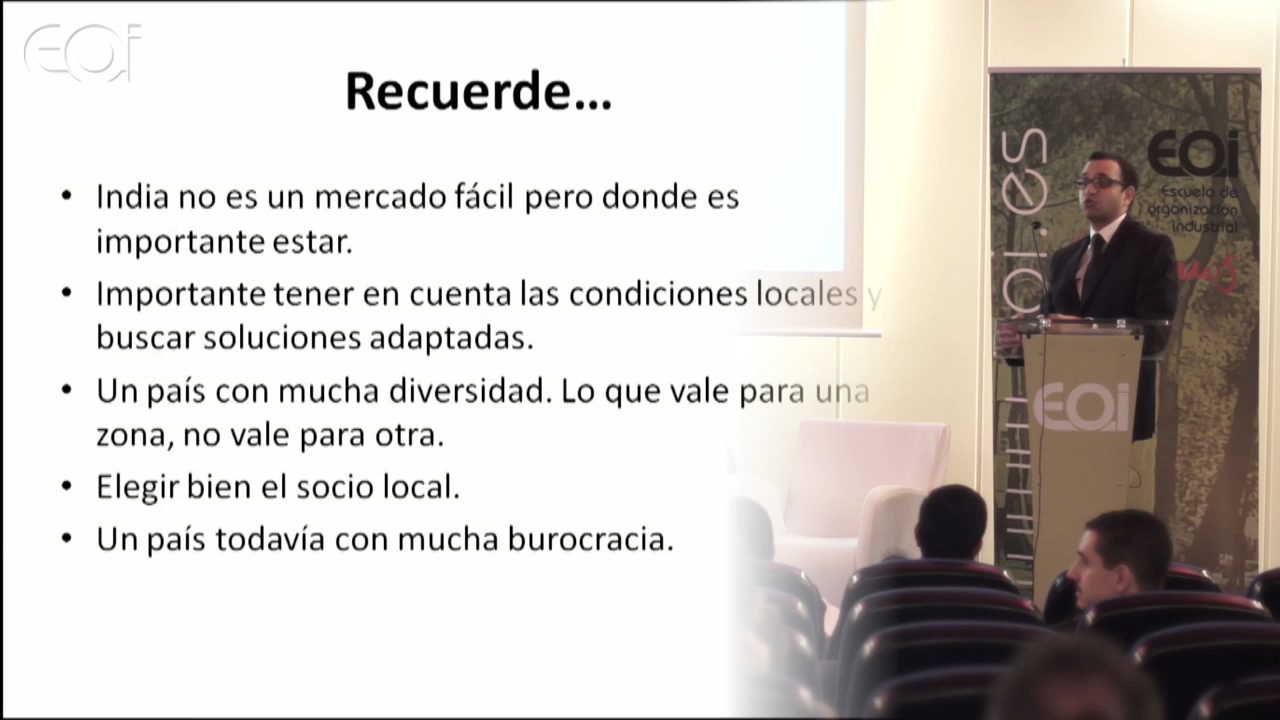 EOi
Recuerde...
• India no es un mercado fácil pero donde es
importante estar.
• Importante tener en cuenta las condiciones locales y
buscar soluciones adaptadas.
• Un país con mucha diversidad. Lo que vale para una
zona, no vale para otra.
• Elegir bien el socio local.
• Un país todavía con mucha burocracia.
EOi
Escuela de
organización
industrial
EOi